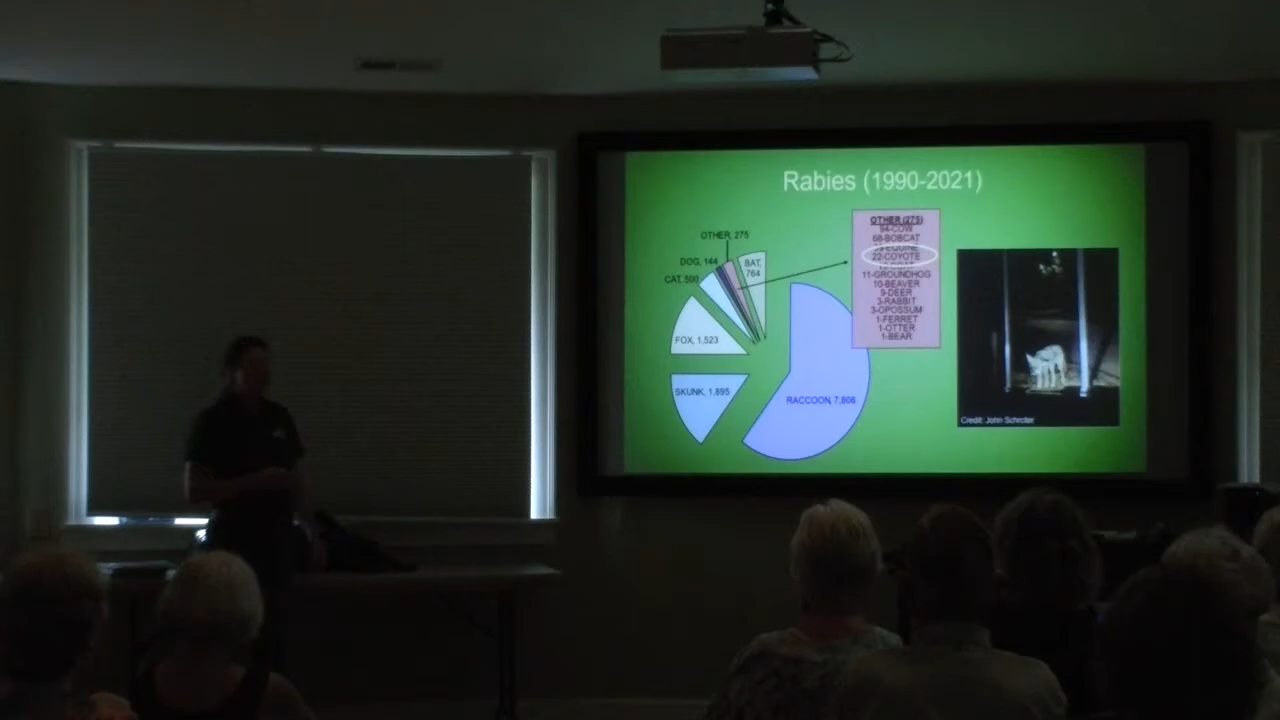 Rabies (1990-2021)
OTHER, 275
DOG, 144
CAT, 500
BAT,
764
FOX, 1,523
SKUNK, 1,895
RACCOON, 7,806
OTHER (275)
94-COW
68-BOBCAT
22-COYOTE
11-GROUNDHOG
10-BEAVER
9-DEER
3-RABBIT
3-OPOSSUM
1-FERRET
1-OTTER
1-BEAR
Credit: John Schroter